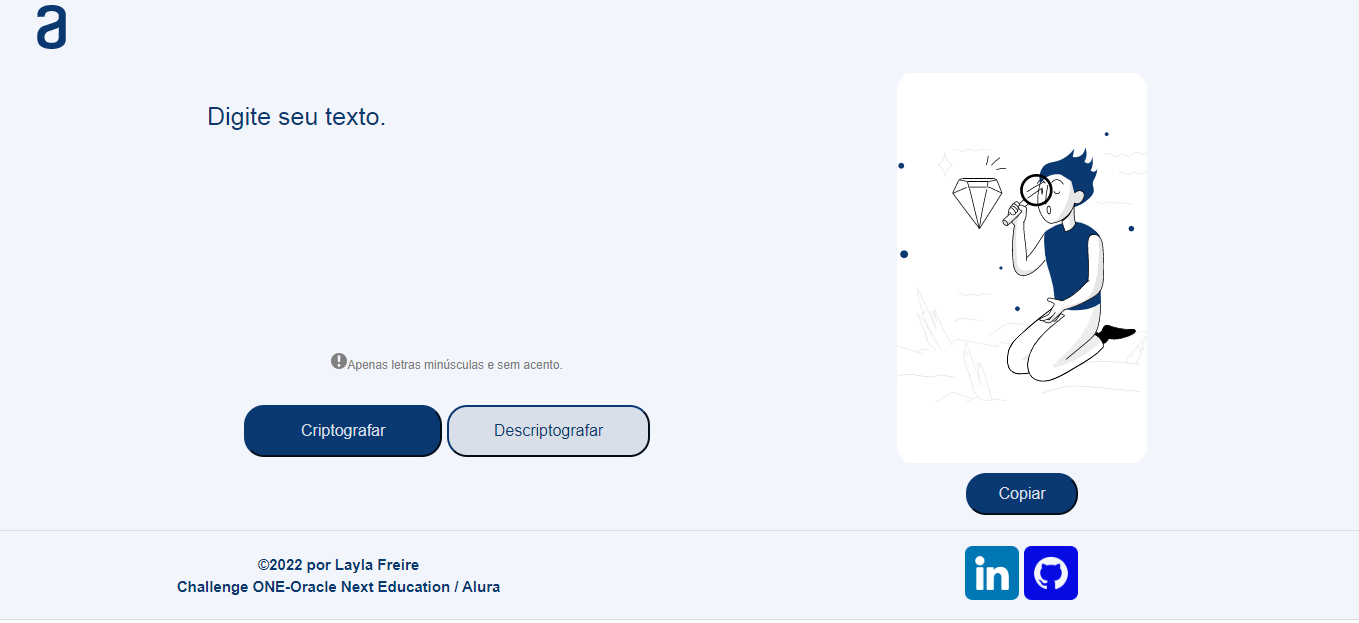 a
Digite seu texto.
Apenas letras minúsculas e sem acento.
Criptografar Descriptografar
Copiar
©2022 por Layla Freire
Challenge ONE-Oracle Next Education / Alura
in